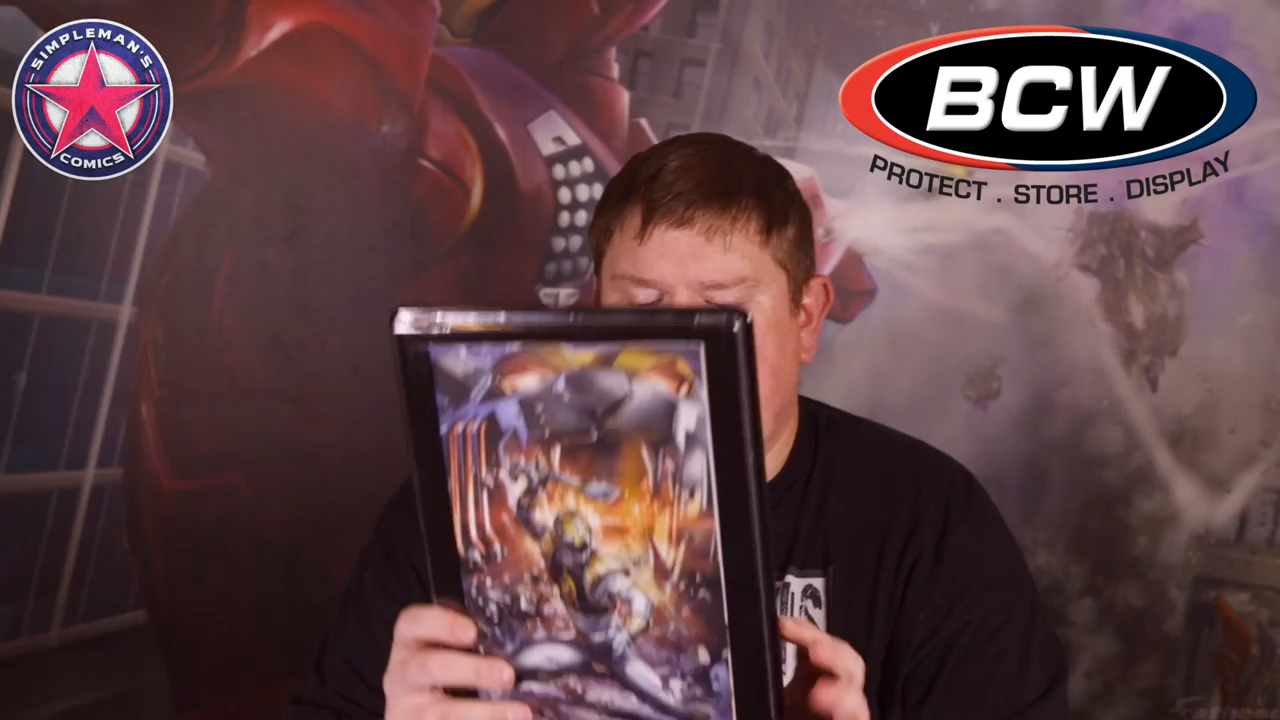 SIMPLEMAN'S
COMICS
BCW
PROTECT . STORE . DISPLAY